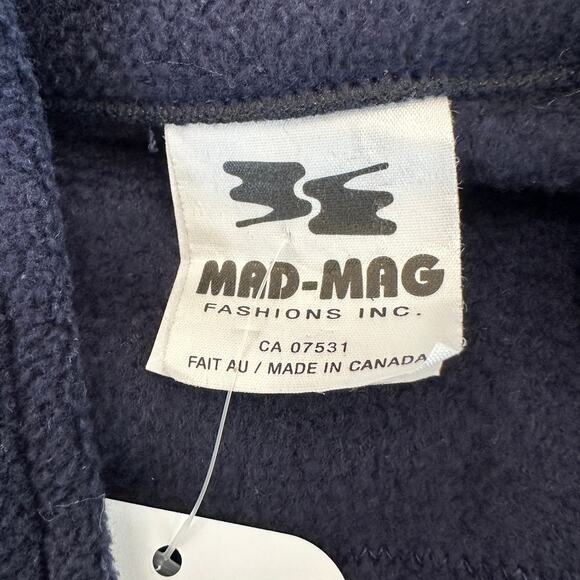 MAD-MAG
FASHIONS INC.
CA 07531
FAIT AU / MADE IN CANADA